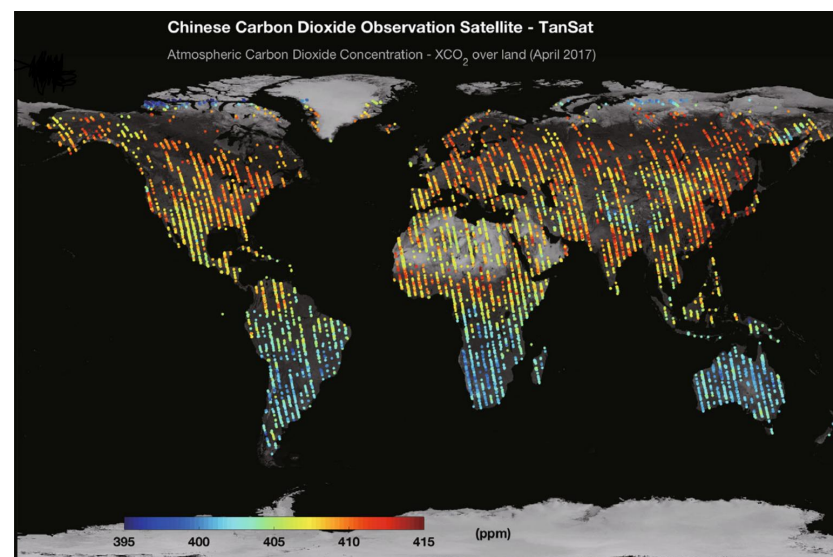 Chinese Carbon Dioxide Observation Satellite - TanSat
Atmospheric Carbon Dioxide Concentration - XCO₂ over land (April 2017)
395 400 405 410 415 (ppm)